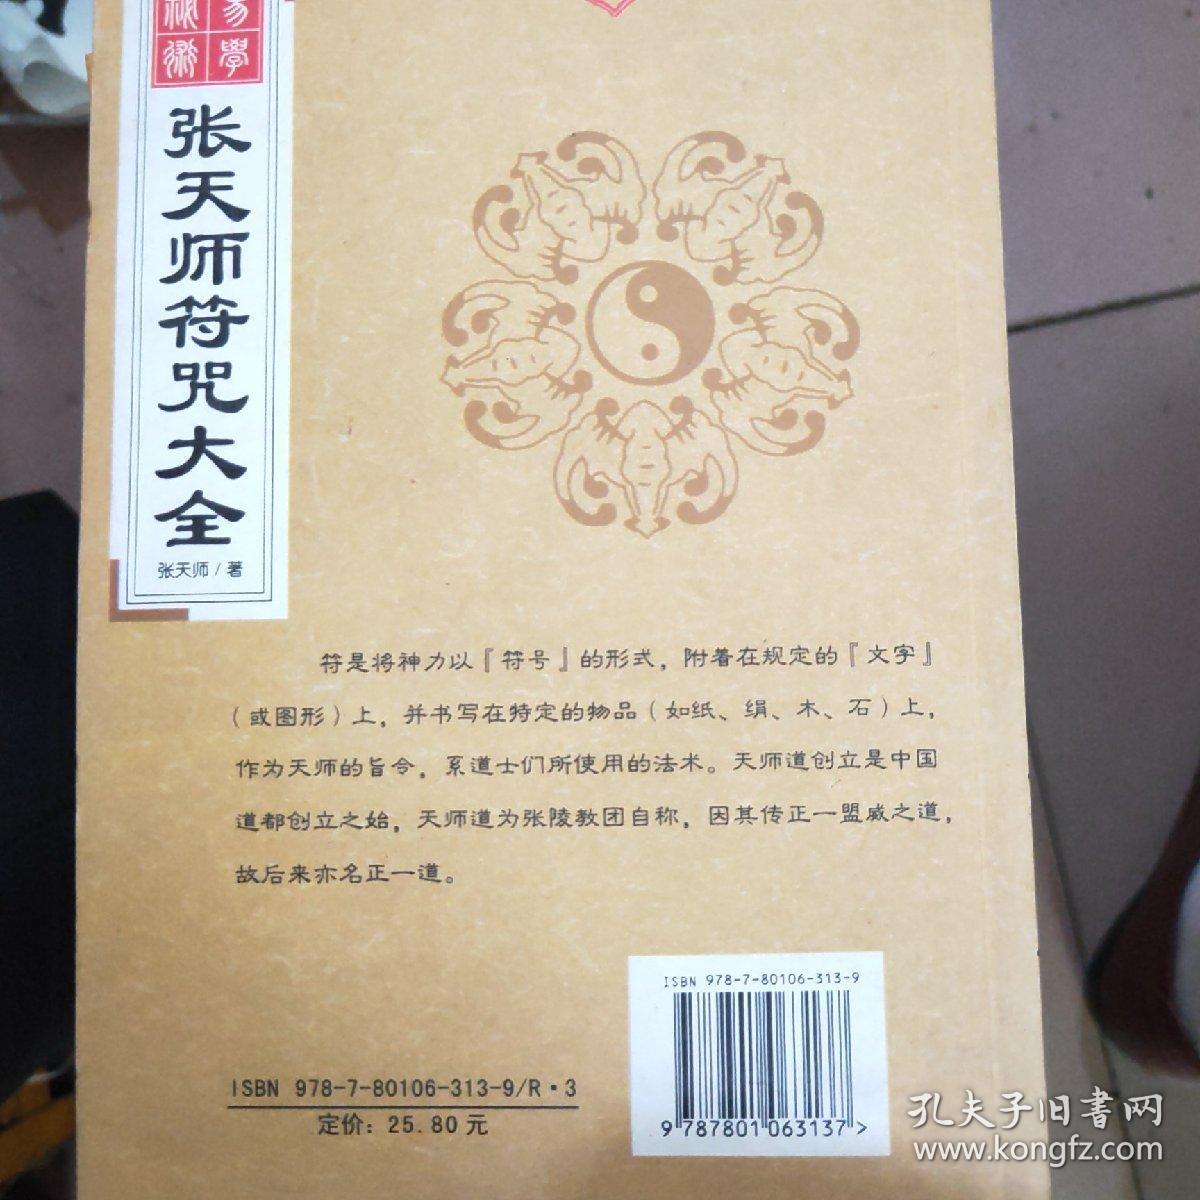 易学
秘术
张天师符咒大全
张天师/著
符是将神力以『符号』的形式，附着在规定的『文字』
（或图形）上，并书写在特定的物品（如纸、绢、木、石）上，
作为天师的旨令，系道士们所使用的法术。天师道创立是中国
道都创立之始，天师道为张陵教团自称，因其传正一盟威之道，
故后来亦名正一道。
ISBN 978-7-80106-313-9
9 787801 063137 >
ISBN 978-7-80106-313-9/R·3
定价：25.80元
孔夫子旧書网
www.kongfz.com